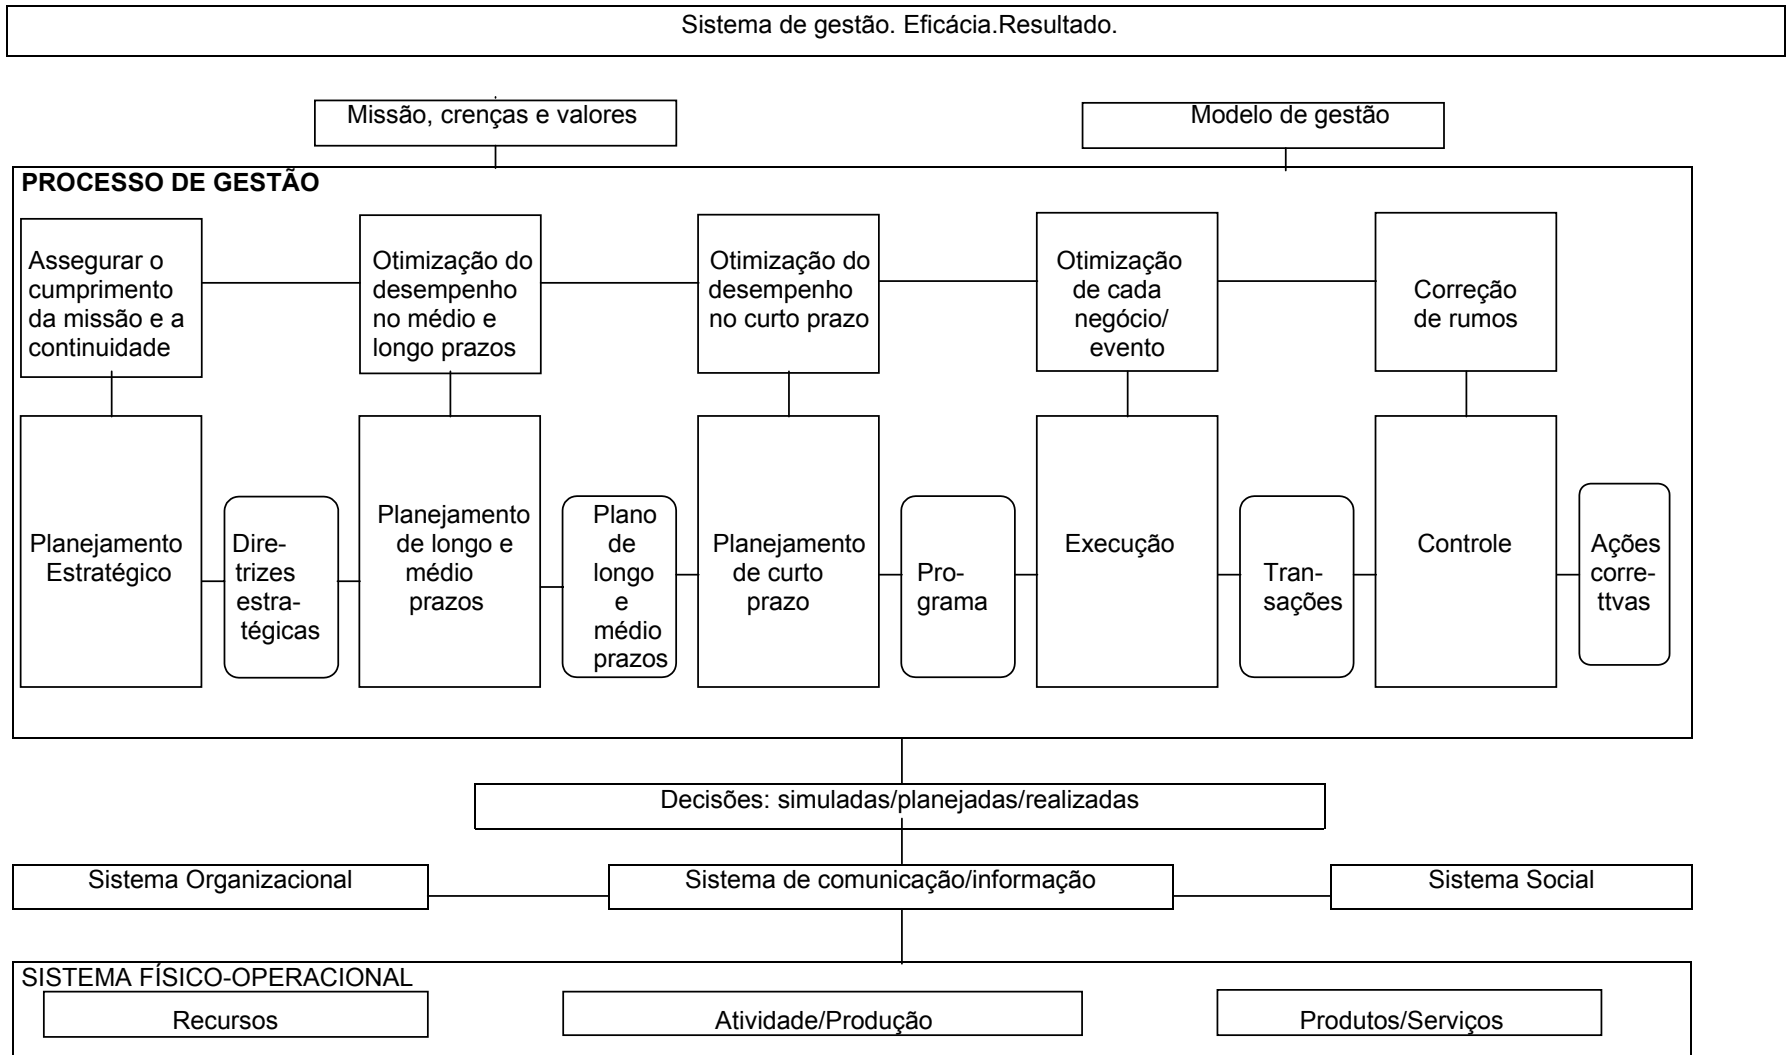 Sistema de gestão. Eficácia.Resultado.
Missão, crenças e valores
Modelo de gestão
PROCESSO DE GESTÃO
Assegurar o
cumprimento
da missão e a
continuidade
Otimização do
desempenho
no médio e
longo prazos
Otimização do
desempenho
no curto prazo
Otimização
de cada
negócio/
evento
Correção
de rumos
Planejamento
Estratégico
Dire-
trizes
estra-
tégicas
Planejamento
de longo e
médio
prazos
Plano
de
longo
e
médio
prazos
Planejamento
de curto
prazo
Pro-
grama
Execução
Tran-
sações
Controle
Ações
corre-
ttvas
Decisões: simuladas/planejadas/realizadas
Sistema Organizacional
Sistema de comunicação/informação
Sistema Social
SISTEMA FÍSICO-OPERACIONAL
Recursos
Atividade/Produção
Produtos/Serviços